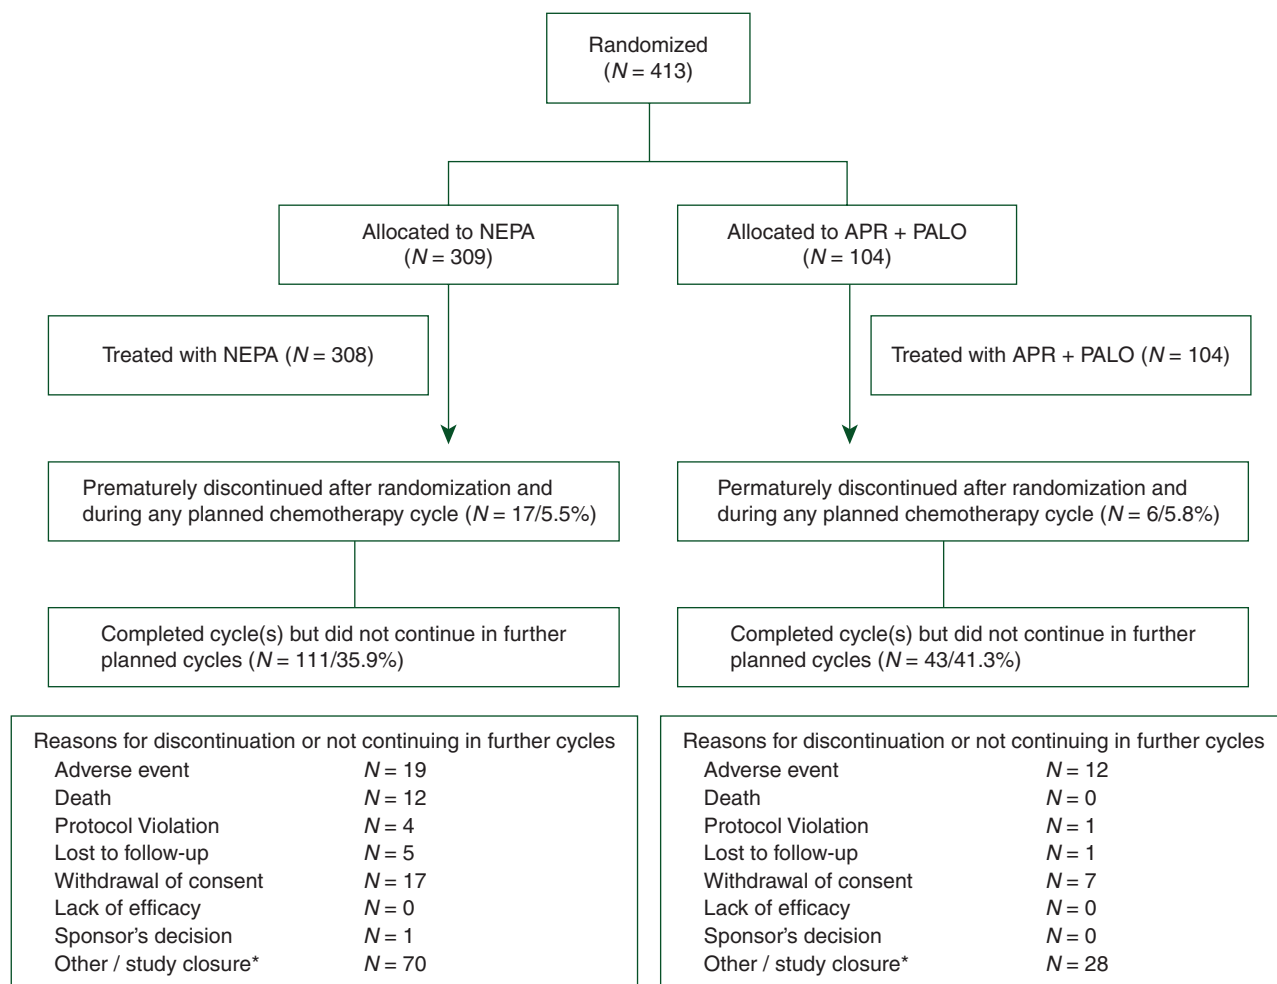 Randomized
(N = 413)
Allocated to NEPA
(N = 309)
Allocated to APR + PALO
(N = 104)
Treated with NEPA (N = 308)
Treated with APR + PALO (N = 104)
Prematurely discontinued after randomization and
during any planned chemotherapy cycle (N = 17/5.5%)
Permaturely discontinued after randomization and
during any planned chemotherapy cycle (N = 6/5.8%)
Completed cycle(s) but did not continue in further
planned cycles (N = 111/35.9%)
Completed cycle(s) but did not continue in further
planned cycles (N = 43/41.3%)
Reasons for discontinuation or not continuing in further cycles
Adverse event N = 19
Death N = 12
Protocol Violation N = 4
Lost to follow-up N = 5
Withdrawal of consent N = 17
Lack of efficacy N = 0
Sponsor's decision N = 1
Other / study closure* N = 70
Reasons for discontinuation or not continuing in further cycles
Adverse event N = 12
Death N = 0
Protocol Violation N = 1
Lost to follow-up N = 1
Withdrawal of consent N = 7
Lack of efficacy N = 0
Sponsor's decision N = 0
Other / study closure* N = 28